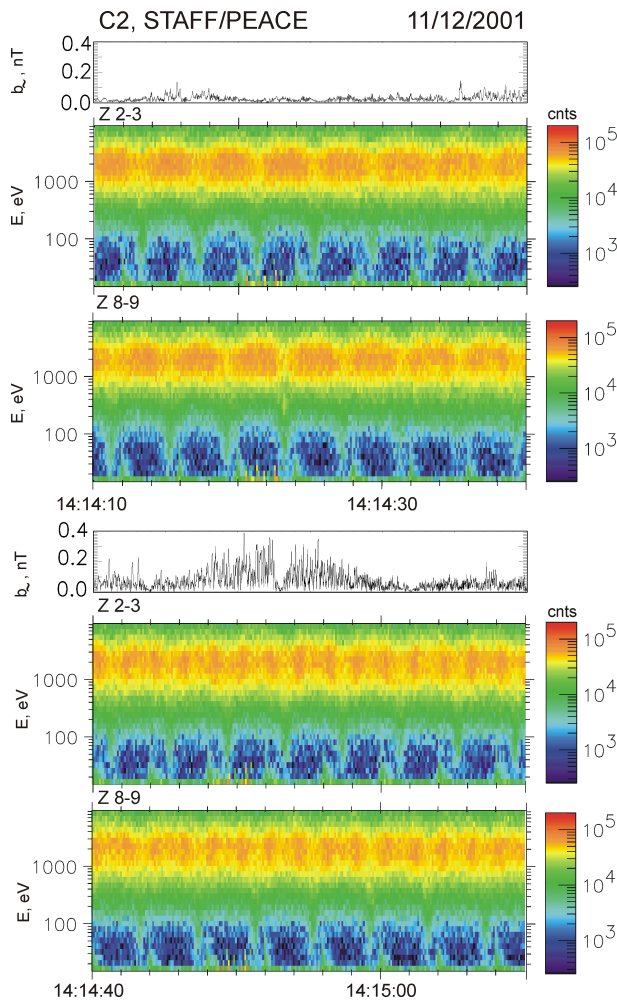 C2, STAFF/PEACE 11/12/2001
b~, nT
0.4
0.2
0.0
Z 2-3
cnts
E, eV
1000
100
10^5
10^4
10^3
Z 8-9
E, eV
1000
100
10^5
10^4
10^3
14:14:10 14:14:30
b~, nT
0.4
0.2
0.0
Z 2-3
cnts
E, eV
1000
100
10^5
10^4
10^3
Z 8-9
E, eV
1000
100
10^5
10^4
10^3
14:14:40 14:15:00